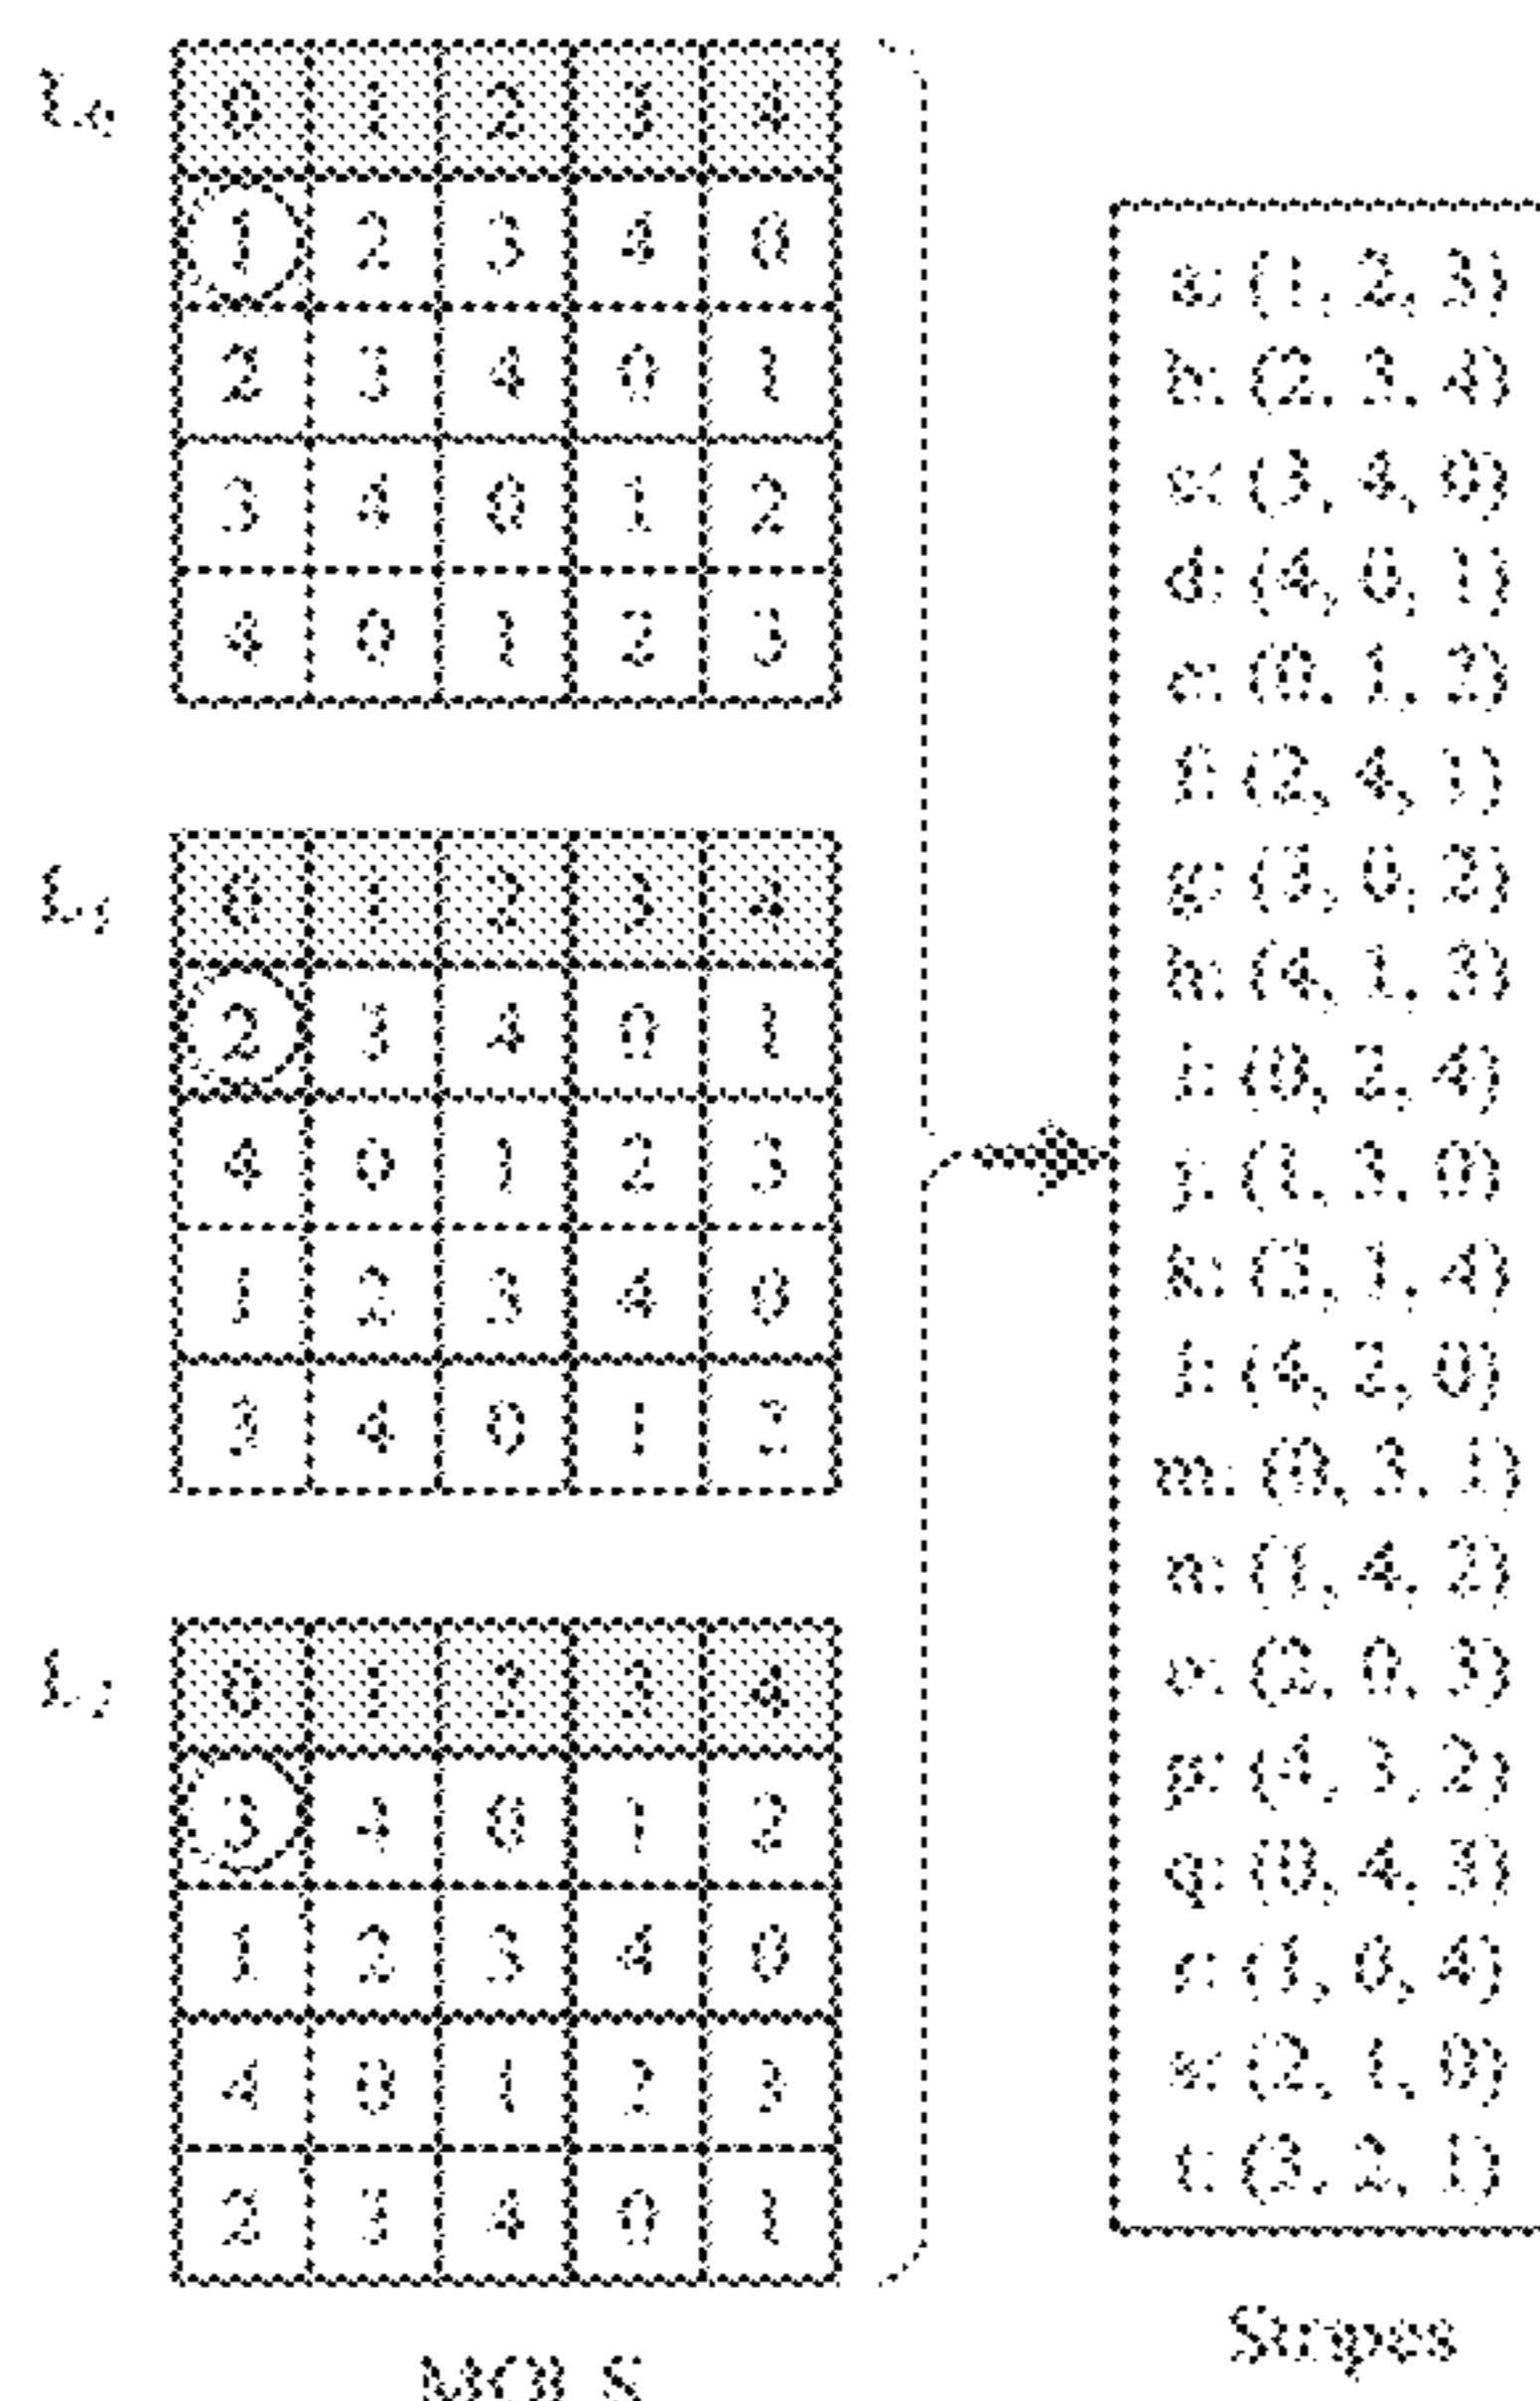 L₀
0 1 2 3 4
1 2 3 4 0
2 3 4 0 1
3 4 0 1 2
4 0 1 2 3
L₁
0 1 2 3 4
2 3 4 0 1
4 0 1 2 3
1 2 3 4 0
3 4 0 1 2
L₂
0 1 2 3 4
3 4 0 1 2
1 2 3 4 0
4 0 1 2 3
2 3 4 0 1
MOLS
a: (1, 2, 3)
b: (2, 3, 4)
c: (3, 4, 0)
d: (4, 0, 1)
e: (0, 1, 2)
f: (2, 4, 1)
g: (3, 0, 2)
h: (4, 1, 3)
i: (0, 2, 4)
j: (1, 3, 0)
k: (3, 1, 4)
l: (4, 2, 0)
m: (0, 3, 1)
n: (1, 4, 2)
o: (2, 0, 3)
p: (4, 3, 2)
q: (0, 4, 3)
r: (1, 0, 4)
s: (2, 1, 0)
t: (3, 2, 1)
Stripes